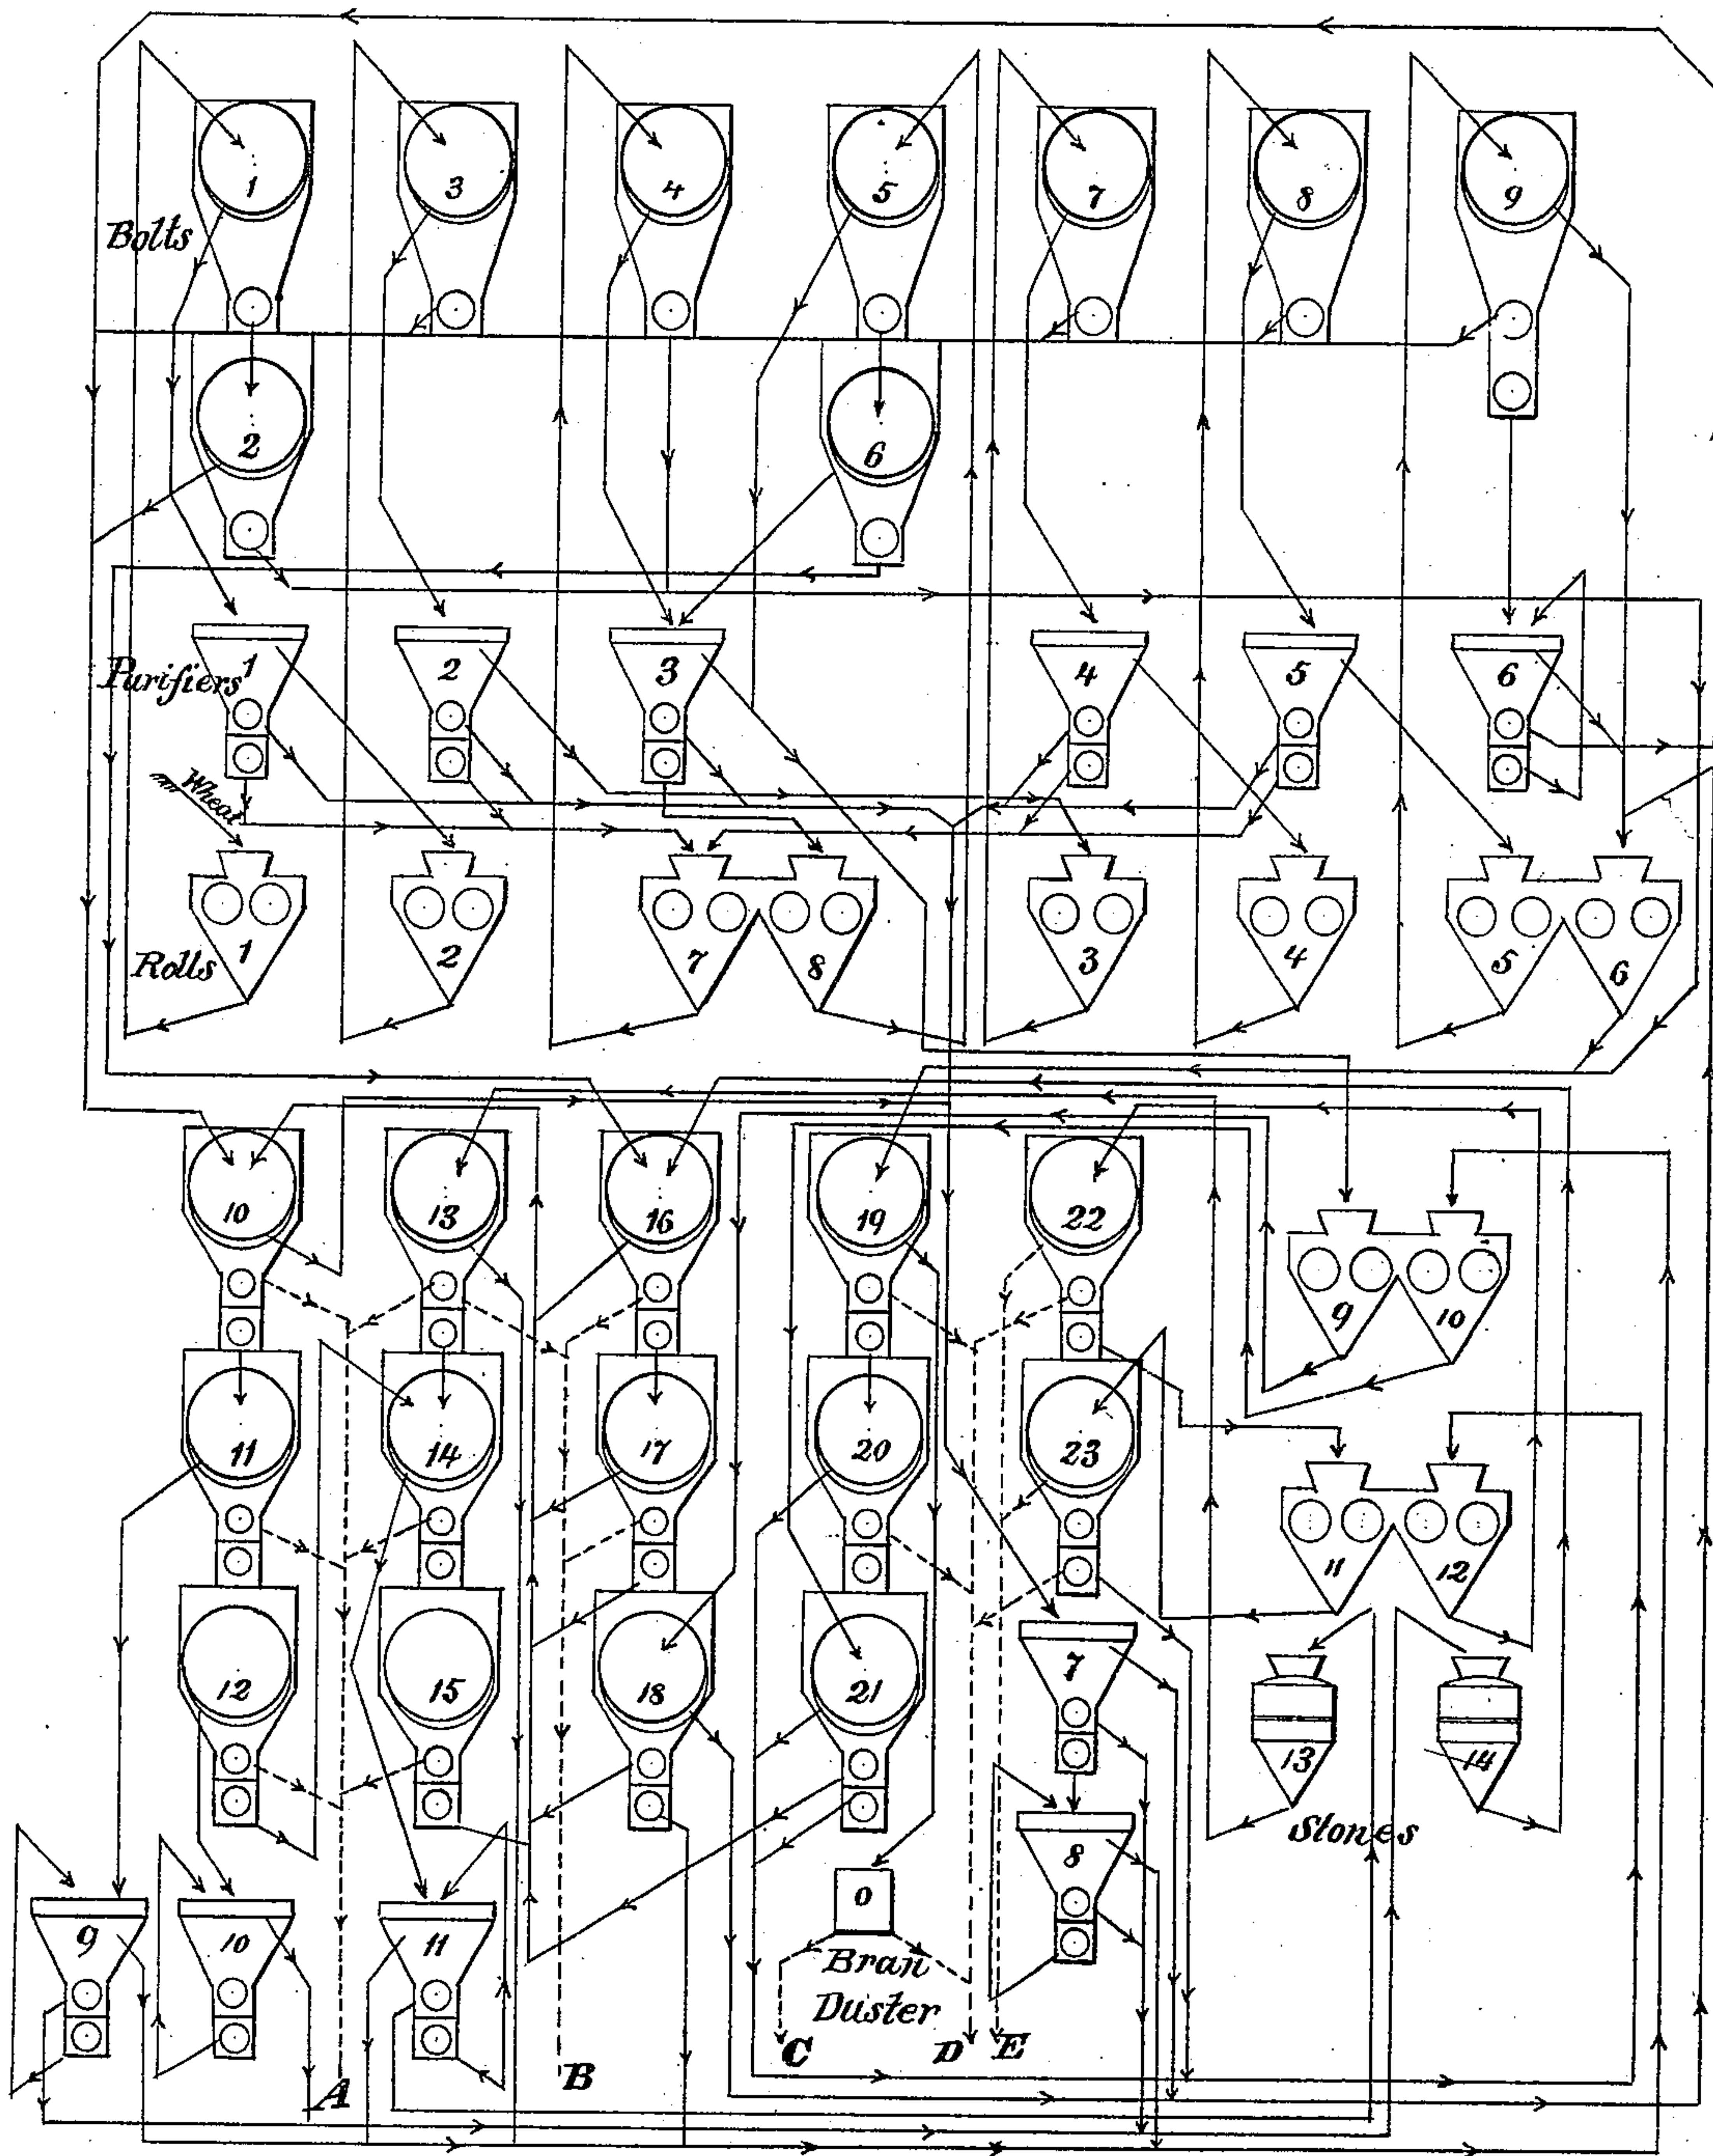 1 3 4 5 7 8 9
Bolts
2 6
Purifiers 1 2 3 4 5 6
Wheat
Rolls 1 2 7 8 3 4 5 6
10 13 16 19 22
9 10
11 14 17 20 23
11 12
12 15 18 21 7 13 14
Stones
8
0
9 10 11
Bran
Duster
A B C D E